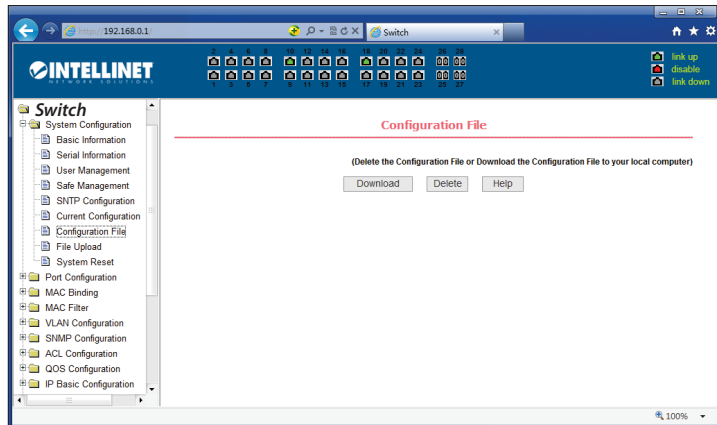 http://192.168.0.1/
Switch
INTELLINET
NETWORK SOLUTIONS
2 4 6 8 10 12 14 16 18 20 22 24 26 28
1 3 5 7 9 11 13 15 17 19 21 23 25 27
link up
disable
link down
Switch
System Configuration
Basic Information
Serial Information
User Management
Safe Management
SNTP Configuration
Current Configuration
Configuration File
File Upload
System Reset
Port Configuration
MAC Binding
MAC Filter
VLAN Configuration
SNMP Configuration
ACL Configuration
QOS Configuration
IP Basic Configuration
Configuration File
(Delete the Configuration File or Download the Configuration File to your local computer)
Download Delete Help
100%